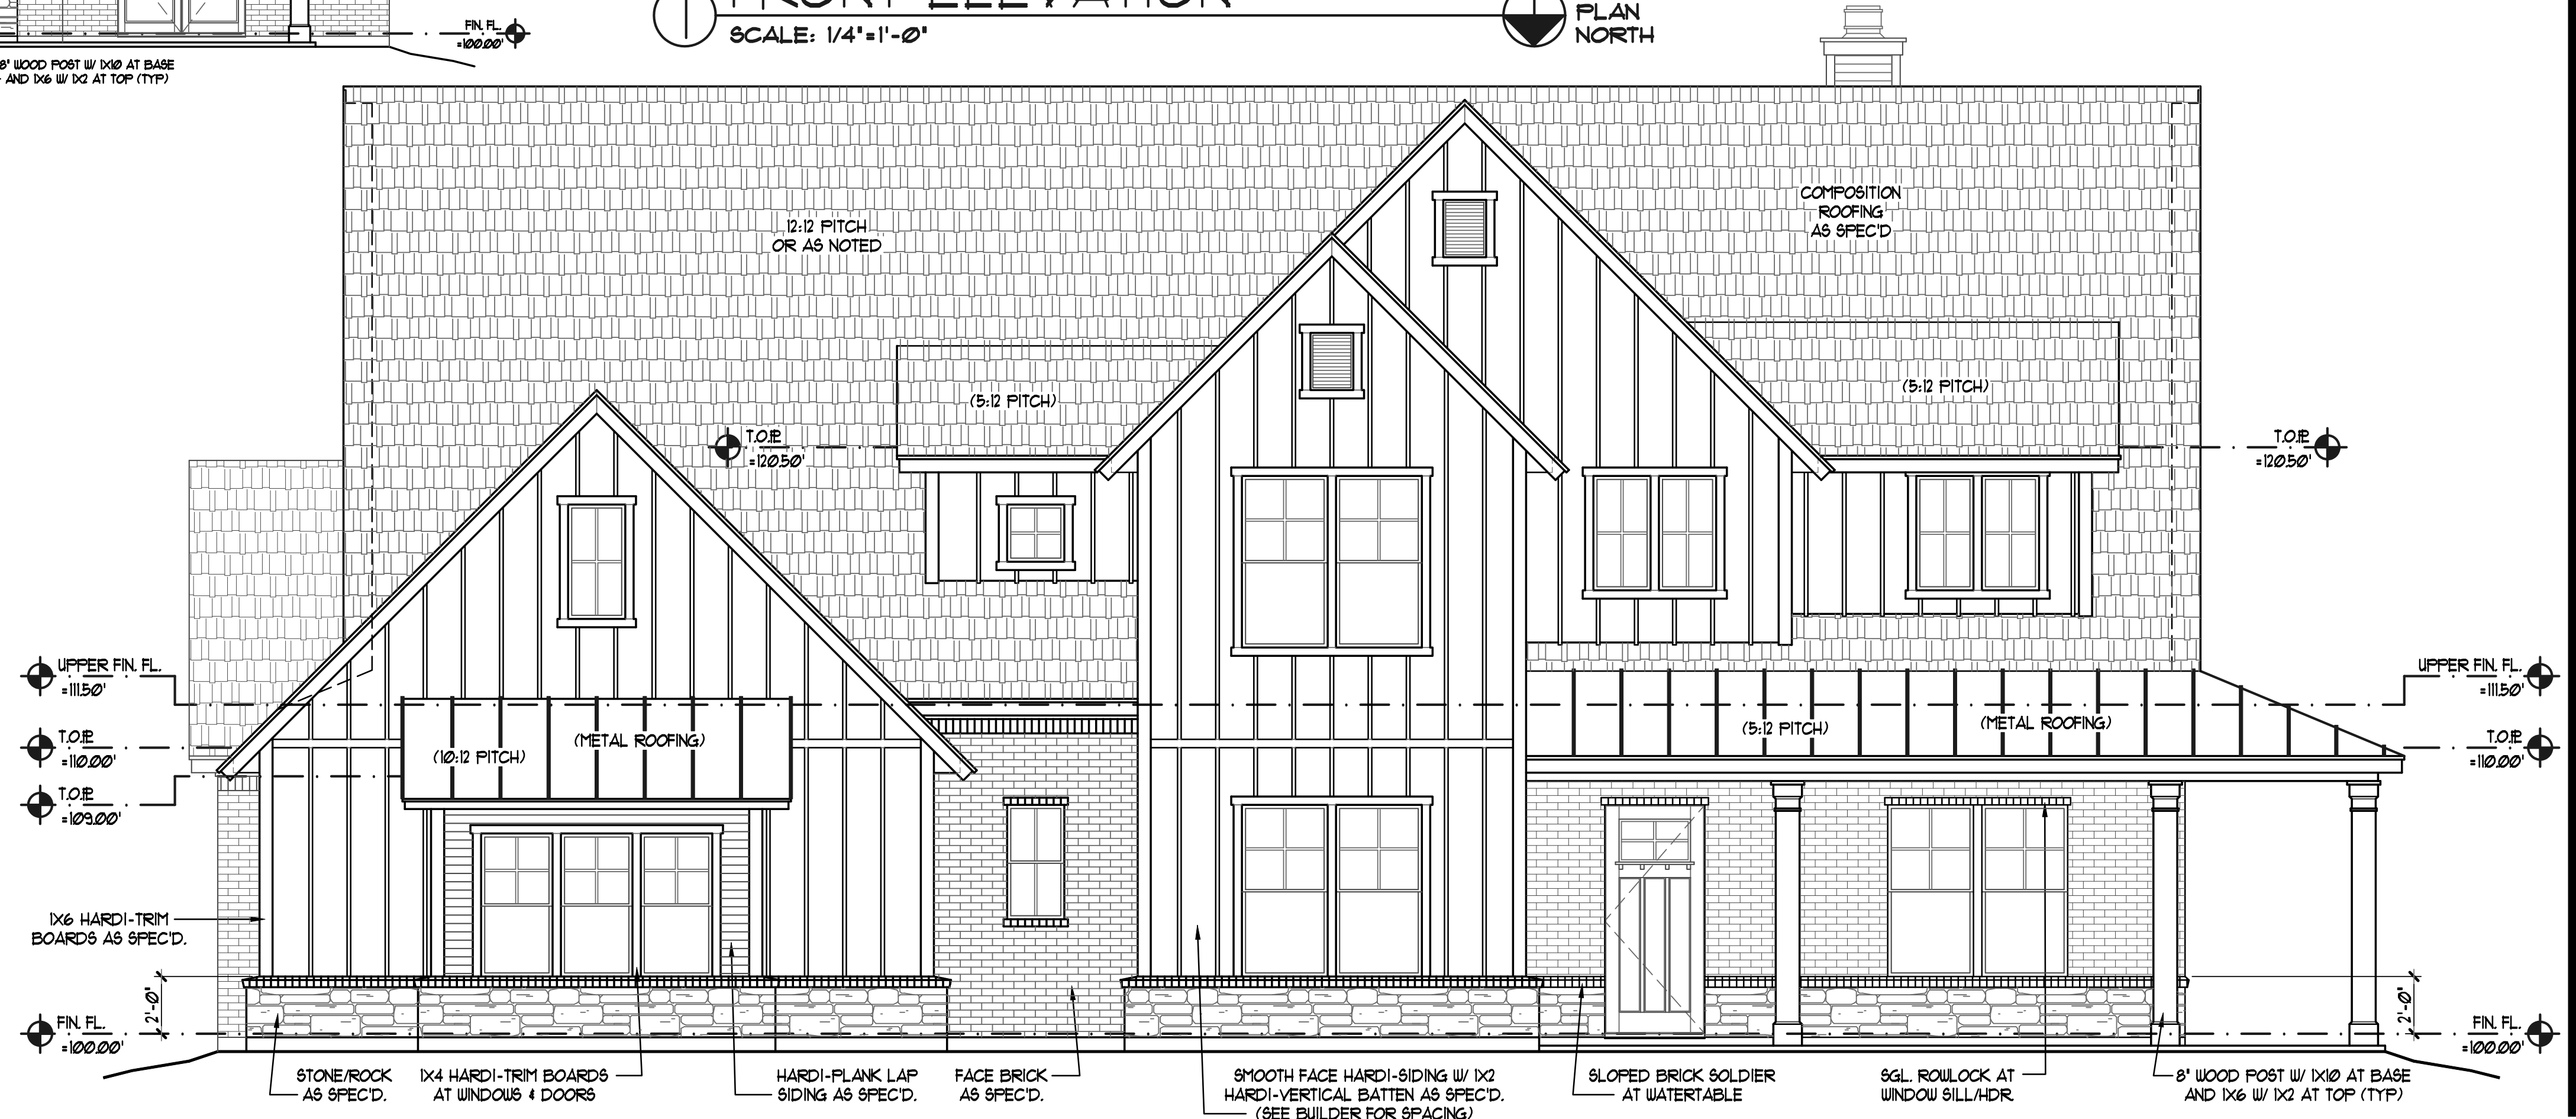 FRONT ELEVATION
SCALE: 1/4"=1'-0"
PLAN
NORTH
FIN. FL.
=100.00'
8" WOOD POST W/ 1X10 AT BASE
AND 1X6 W/ 1X2 AT TOP (TYP)
12:12 PITCH
OR AS NOTED
COMPOSITION
ROOFING
AS SPEC'D
(5:12 PITCH)
(5:12 PITCH)
T.O.P.
=120.50'
T.O.P.
=120.50'
UPPER FIN. FL.
=111.50'
T.O.P.
=110.00'
T.O.P.
=109.00'
UPPER FIN. FL.
=111.50'
T.O.P.
=110.00'
(10:12 PITCH)
(METAL ROOFING)
(5:12 PITCH)
(METAL ROOFING)
1X6 HARDI-TRIM
BOARDS AS SPEC'D.
2'-0"
FIN. FL.
=100.00'
2'-0"
FIN. FL.
=100.00'
STONE/ROCK
AS SPEC'D.
1X4 HARDI-TRIM BOARDS
AT WINDOWS & DOORS
HARDI-PLANK LAP
SIDING AS SPEC'D.
FACE BRICK
AS SPEC'D.
SMOOTH FACE HARDI-SIDING W/ 1X2
HARDI-VERTICAL BATTEN AS SPEC'D.
(SEE BUILDER FOR SPACING)
SLOPED BRICK SOLDIER
AT WATERTABLE
SGL. ROWLOCK AT
WINDOW SILL/HDR.
8" WOOD POST W/ 1X10 AT BASE
AND 1X6 W/ 1X2 AT TOP (TYP)